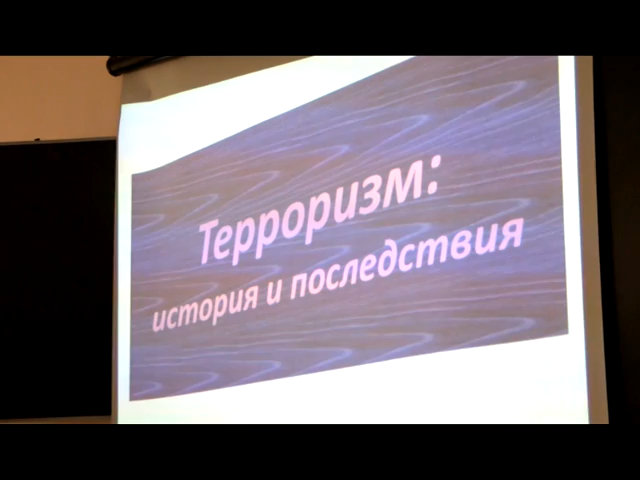 Терроризм:
история и последствия